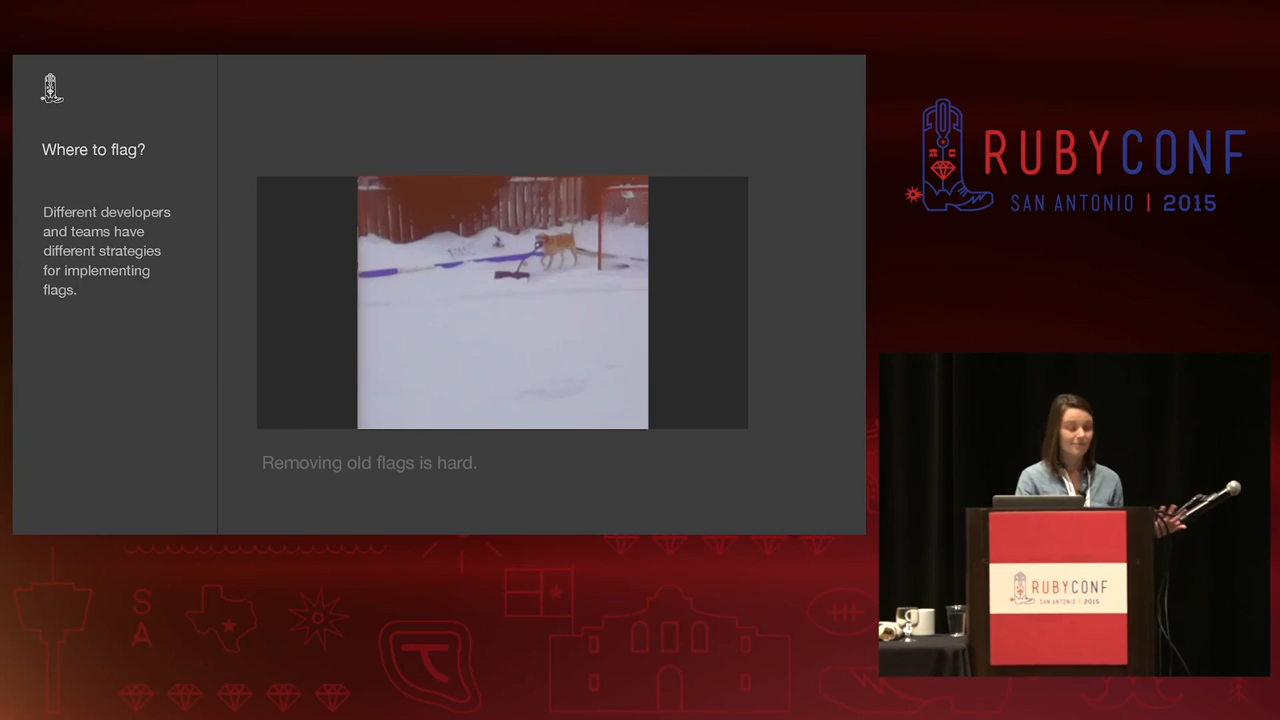 Where to flag?
Different developers
and teams have
different strategies
for implementing
flags.
Removing old flags is hard.
RUBYCONF
SAN ANTONIO | 2015
RUBYCONF
SAN ANTONIO | 2015
S
A